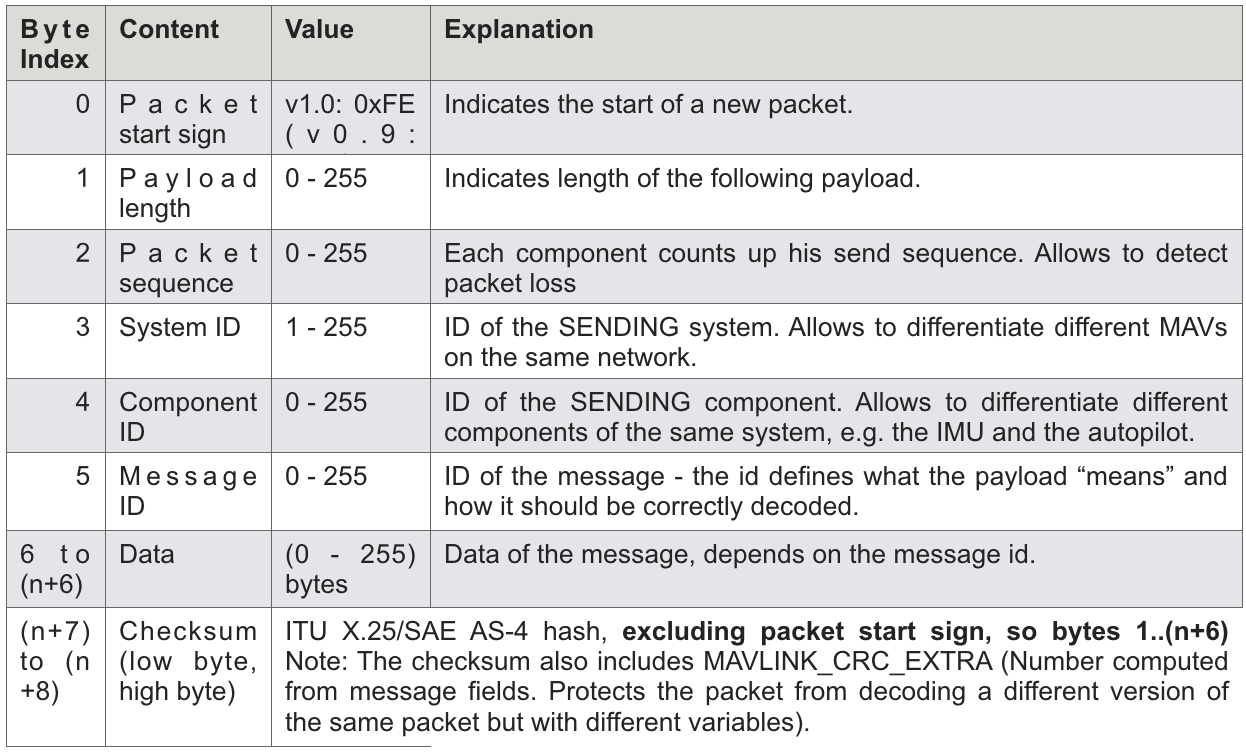 Byte Index Content Value Explanation
0 Packet start sign v1.0: 0xFE (v0.9: Indicates the start of a new packet.
1 Payload length 0 - 255 Indicates length of the following payload.
2 Packet sequence 0 - 255 Each component counts up his send sequence. Allows to detect
packet loss
3 System ID 1 - 255 ID of the SENDING system. Allows to differentiate different MAVs
on the same network.
4 Component ID 0 - 255 ID of the SENDING component. Allows to differentiate different
components of the same system, e.g. the IMU and the autopilot.
5 Message ID 0 - 255 ID of the message - the id defines what the payload “means” and
how it should be correctly decoded.
6 to (n+6) Data (0 - 255) bytes Data of the message, depends on the message id.
(n+7) to (n +8) Checksum (low byte, high byte) ITU X.25/SAE AS-4 hash, excluding packet start sign, so bytes 1..(n+6)
Note: The checksum also includes MAVLINK_CRC_EXTRA (Number computed
from message fields. Protects the packet from decoding a different version of
the same packet but with different variables).